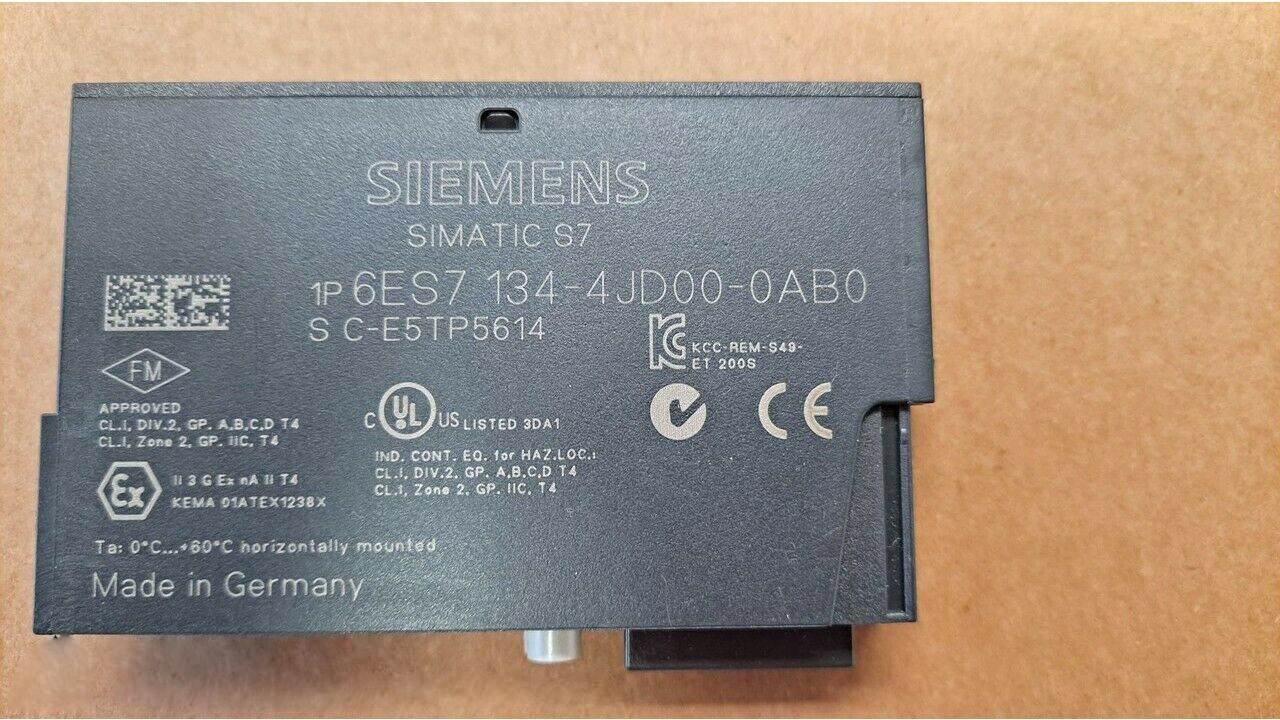 SIEMENS
SIMATIC S7
1P 6ES7 134-4JD00-0AB0
S C-E5TP5614
KCC-REM-S49-
ET 200S
FM
APPROVED
CL.I, DIV.2, GP. A,B,C,D T4
CL.I, Zone 2, GP. IIC, T4
C UL US LISTED 3DA1
IND. CONT. EQ. for HAZ.LOC.:
CL.I, DIV.2, GP. A,B,C,D T4
CL.I, Zone 2, GP. IIC, T4
CE
Ex
II 3 G Ex nA II T4
KEMA 01ATEX1238X
Ta: 0°C...+60°C horizontally mounted
Made in Germany